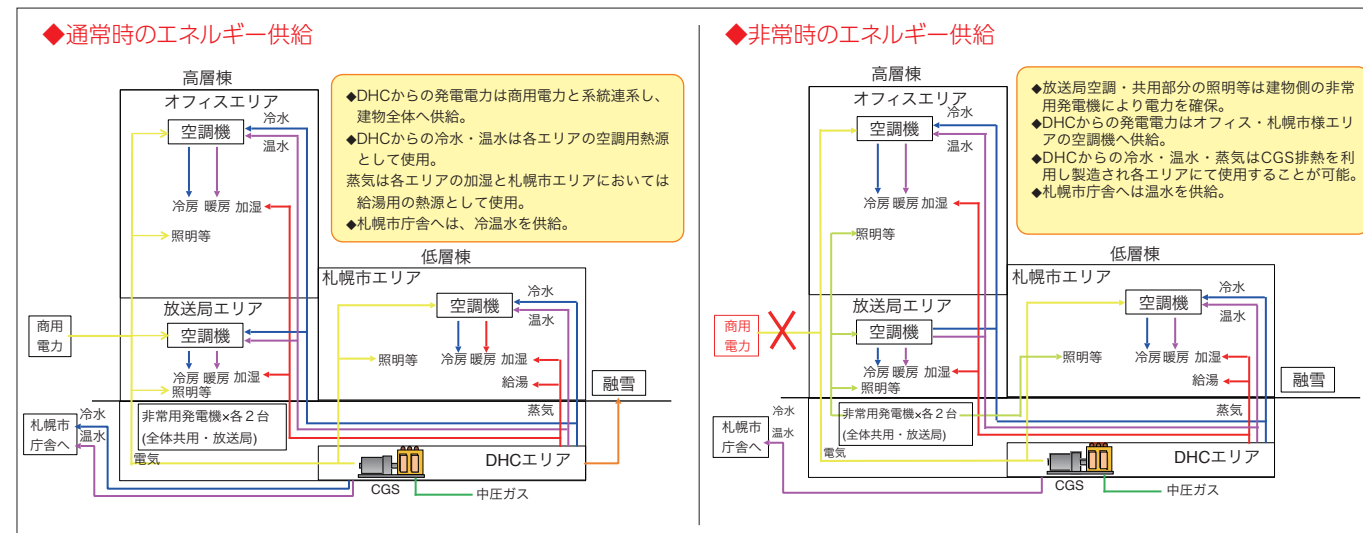 ◆通常時のエネルギー供給
高層棟
オフィスエリア
空調機
冷水
温水
冷房 暖房 加湿
照明等
◆DHCからの発電電力は商用電力と系統連系し、
建物全体へ供給。
◆DHCからの冷水・温水は各エリアの空調用熱源
として使用。
蒸気は各エリアの加湿と札幌市エリアにおいては
給湯用の熱源として使用。
◆札幌市庁舎へは、冷温水を供給。
低層棟
札幌市エリア
空調機
冷水
温水
冷房 暖房 加湿
照明等
給湯
融雪
放送局エリア
空調機
冷房 暖房 加湿
照明等
商用
電力
札幌市
庁舎へ
冷水
温水
非常用発電機×各2台
(全体共用・放送局)
電気
蒸気
DHCエリア
CGS
中圧ガス
◆非常時のエネルギー供給
高層棟
オフィスエリア
空調機
冷水
温水
冷房 暖房 加湿
照明等
◆放送局空調・共用部分の照明等は建物側の非常
用発電機により電力を確保。
◆DHCからの発電電力はオフィス・札幌市様エリ
アの空調機へ供給。
◆DHCからの冷水・温水・蒸気はCGS排熱を利
用し製造され各エリアにて使用することが可能。
◆札幌市庁舎へは温水を供給。
低層棟
札幌市エリア
空調機
冷水
温水
冷房 暖房 加湿
照明等
給湯
融雪
放送局エリア
空調機
冷房 暖房 加湿
照明等
商用
電力
札幌市
庁舎へ
冷水
温水
非常用発電機×各2台
(全体共用・放送局)
電気
蒸気
DHCエリア
CGS
中圧ガス